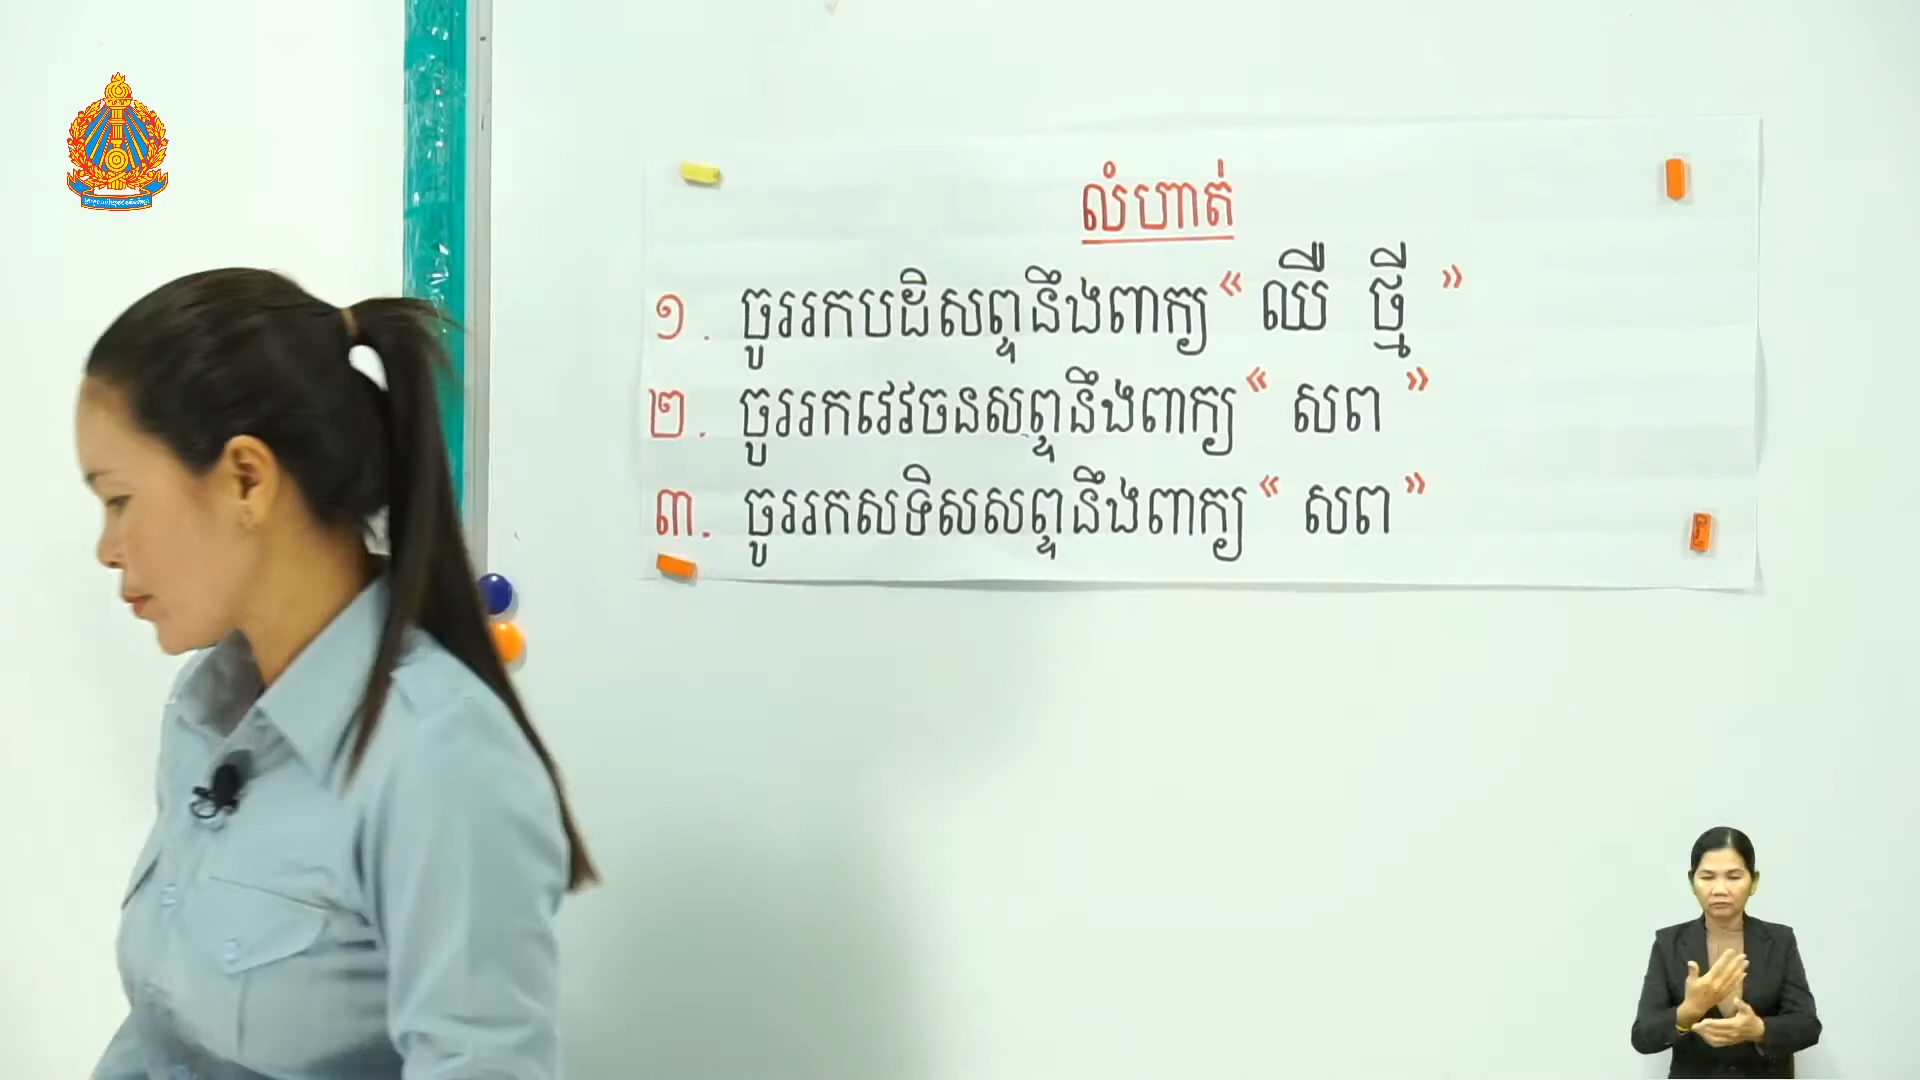 លំហាត់
១. ចូររកបដិសព្ទនឹងពាក្យ « ឈឺ ថ្មី »
២. ចូររកវេវចនសព្ទនឹងពាក្យ « សព »
៣. ចូររកសទិសសព្ទនឹងពាក្យ « សព »